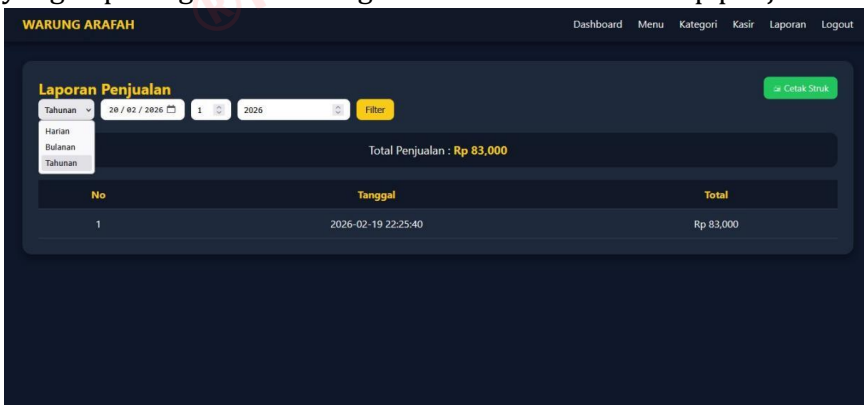 WARUNG ARAFAH Dashboard Menu Kategori Kasir Laporan Logout
Laporan Penjualan
Cetak Struk
Tahunan 20/02/2026 1 2026 Filter
Harian
Bulanan
Tahunan
Total Penjualan : Rp 83,000
No Tanggal Total
1 2026-02-19 22:25:40 Rp 83,000